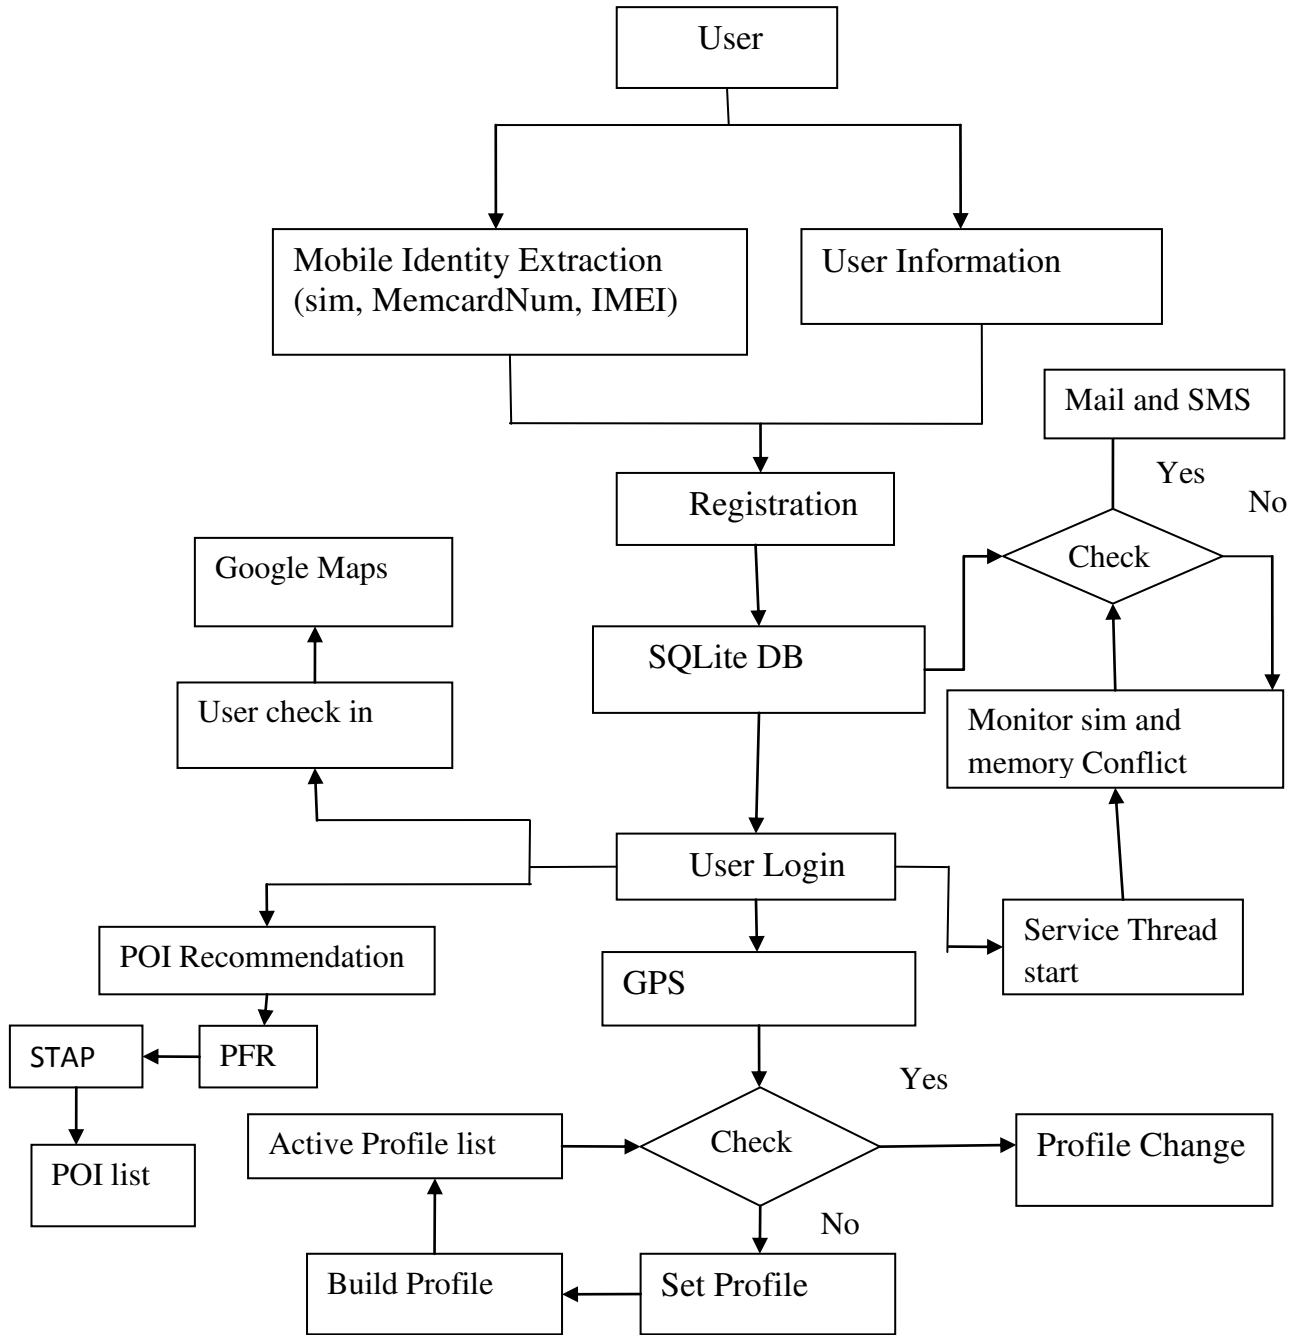 User
Mobile Identity Extraction
(sim, MemcardNum, IMEI)
User Information
Mail and SMS
Yes
No
Registration
Check
Google Maps
SQLite DB
User check in
Monitor sim and
memory Conflict
User Login
Service Thread
start
POI Recommendation
GPS
STAP
PFR
Yes
Active Profile list
Check
Profile Change
POI list
No
Build Profile
Set Profile